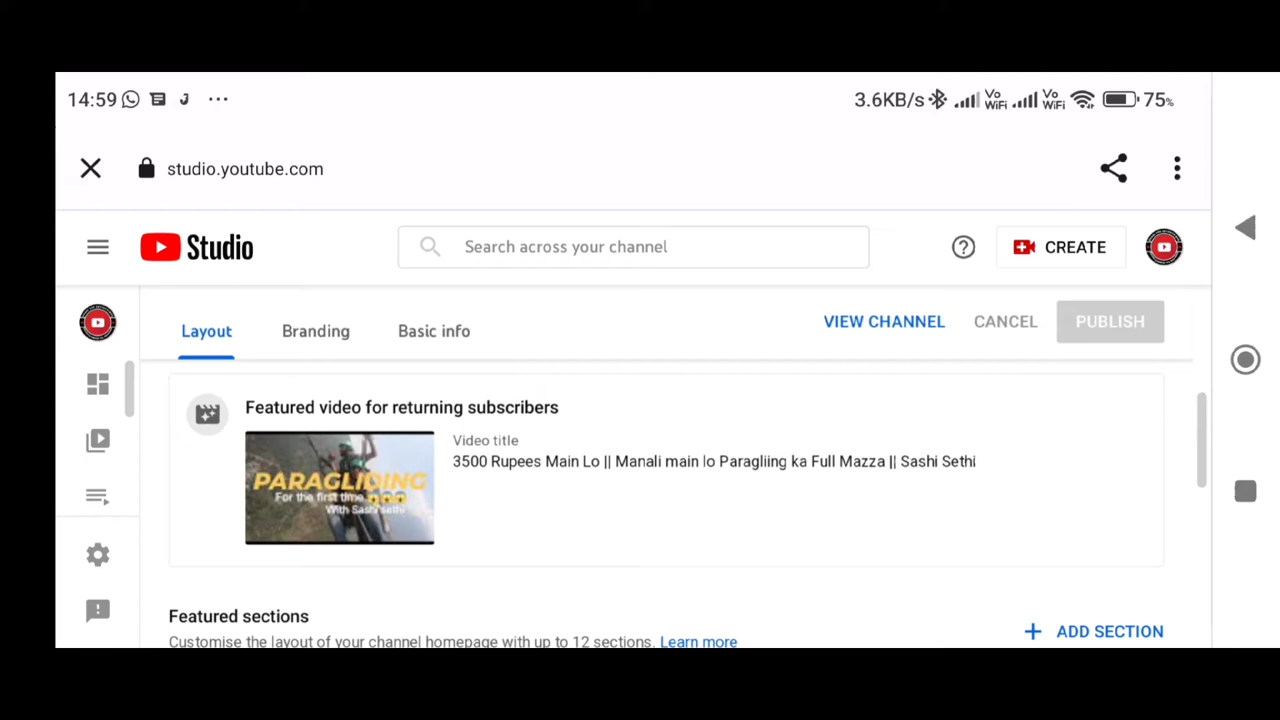 14:59 3.6KB/s Vo WiFi Vo WiFi 75%
studio.youtube.com
Studio Search across your channel CREATE
Layout Branding Basic info VIEW CHANNEL CANCEL PUBLISH
Featured video for returning subscribers
Video title
3500 Rupees Main Lo || Manali main lo Paragliing ka Full Mazza || Sashi Sethi
PARAGLIDING
For the first time
With Sashi sethi
Featured sections
Customise the layout of your channel homepage with up to 12 sections. Learn more
ADD SECTION